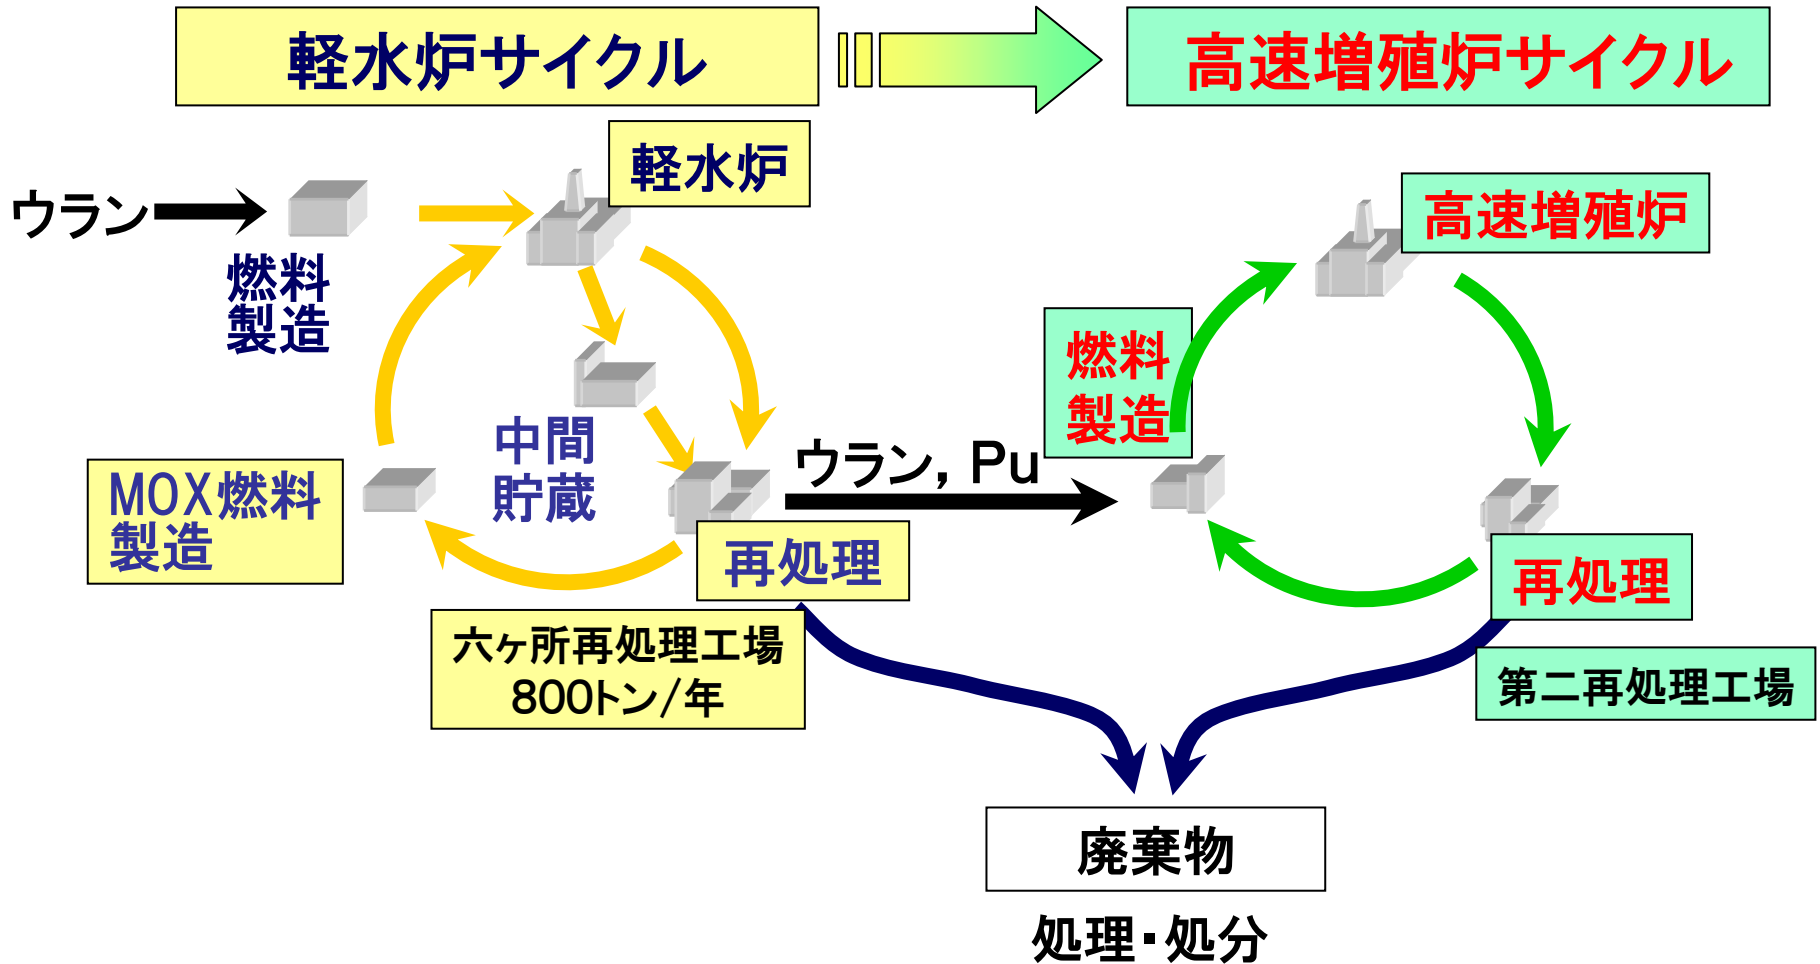 軽水炉サイクル
高速増殖炉サイクル
軽水炉
ウラン
燃料
製造
高速増殖炉
燃料
製造
中間
貯蔵
ウラン, Pu
MOX燃料
製造
再処理
再処理
六ヶ所再処理工場
800トン/年
第二再処理工場
廃棄物
処理・処分